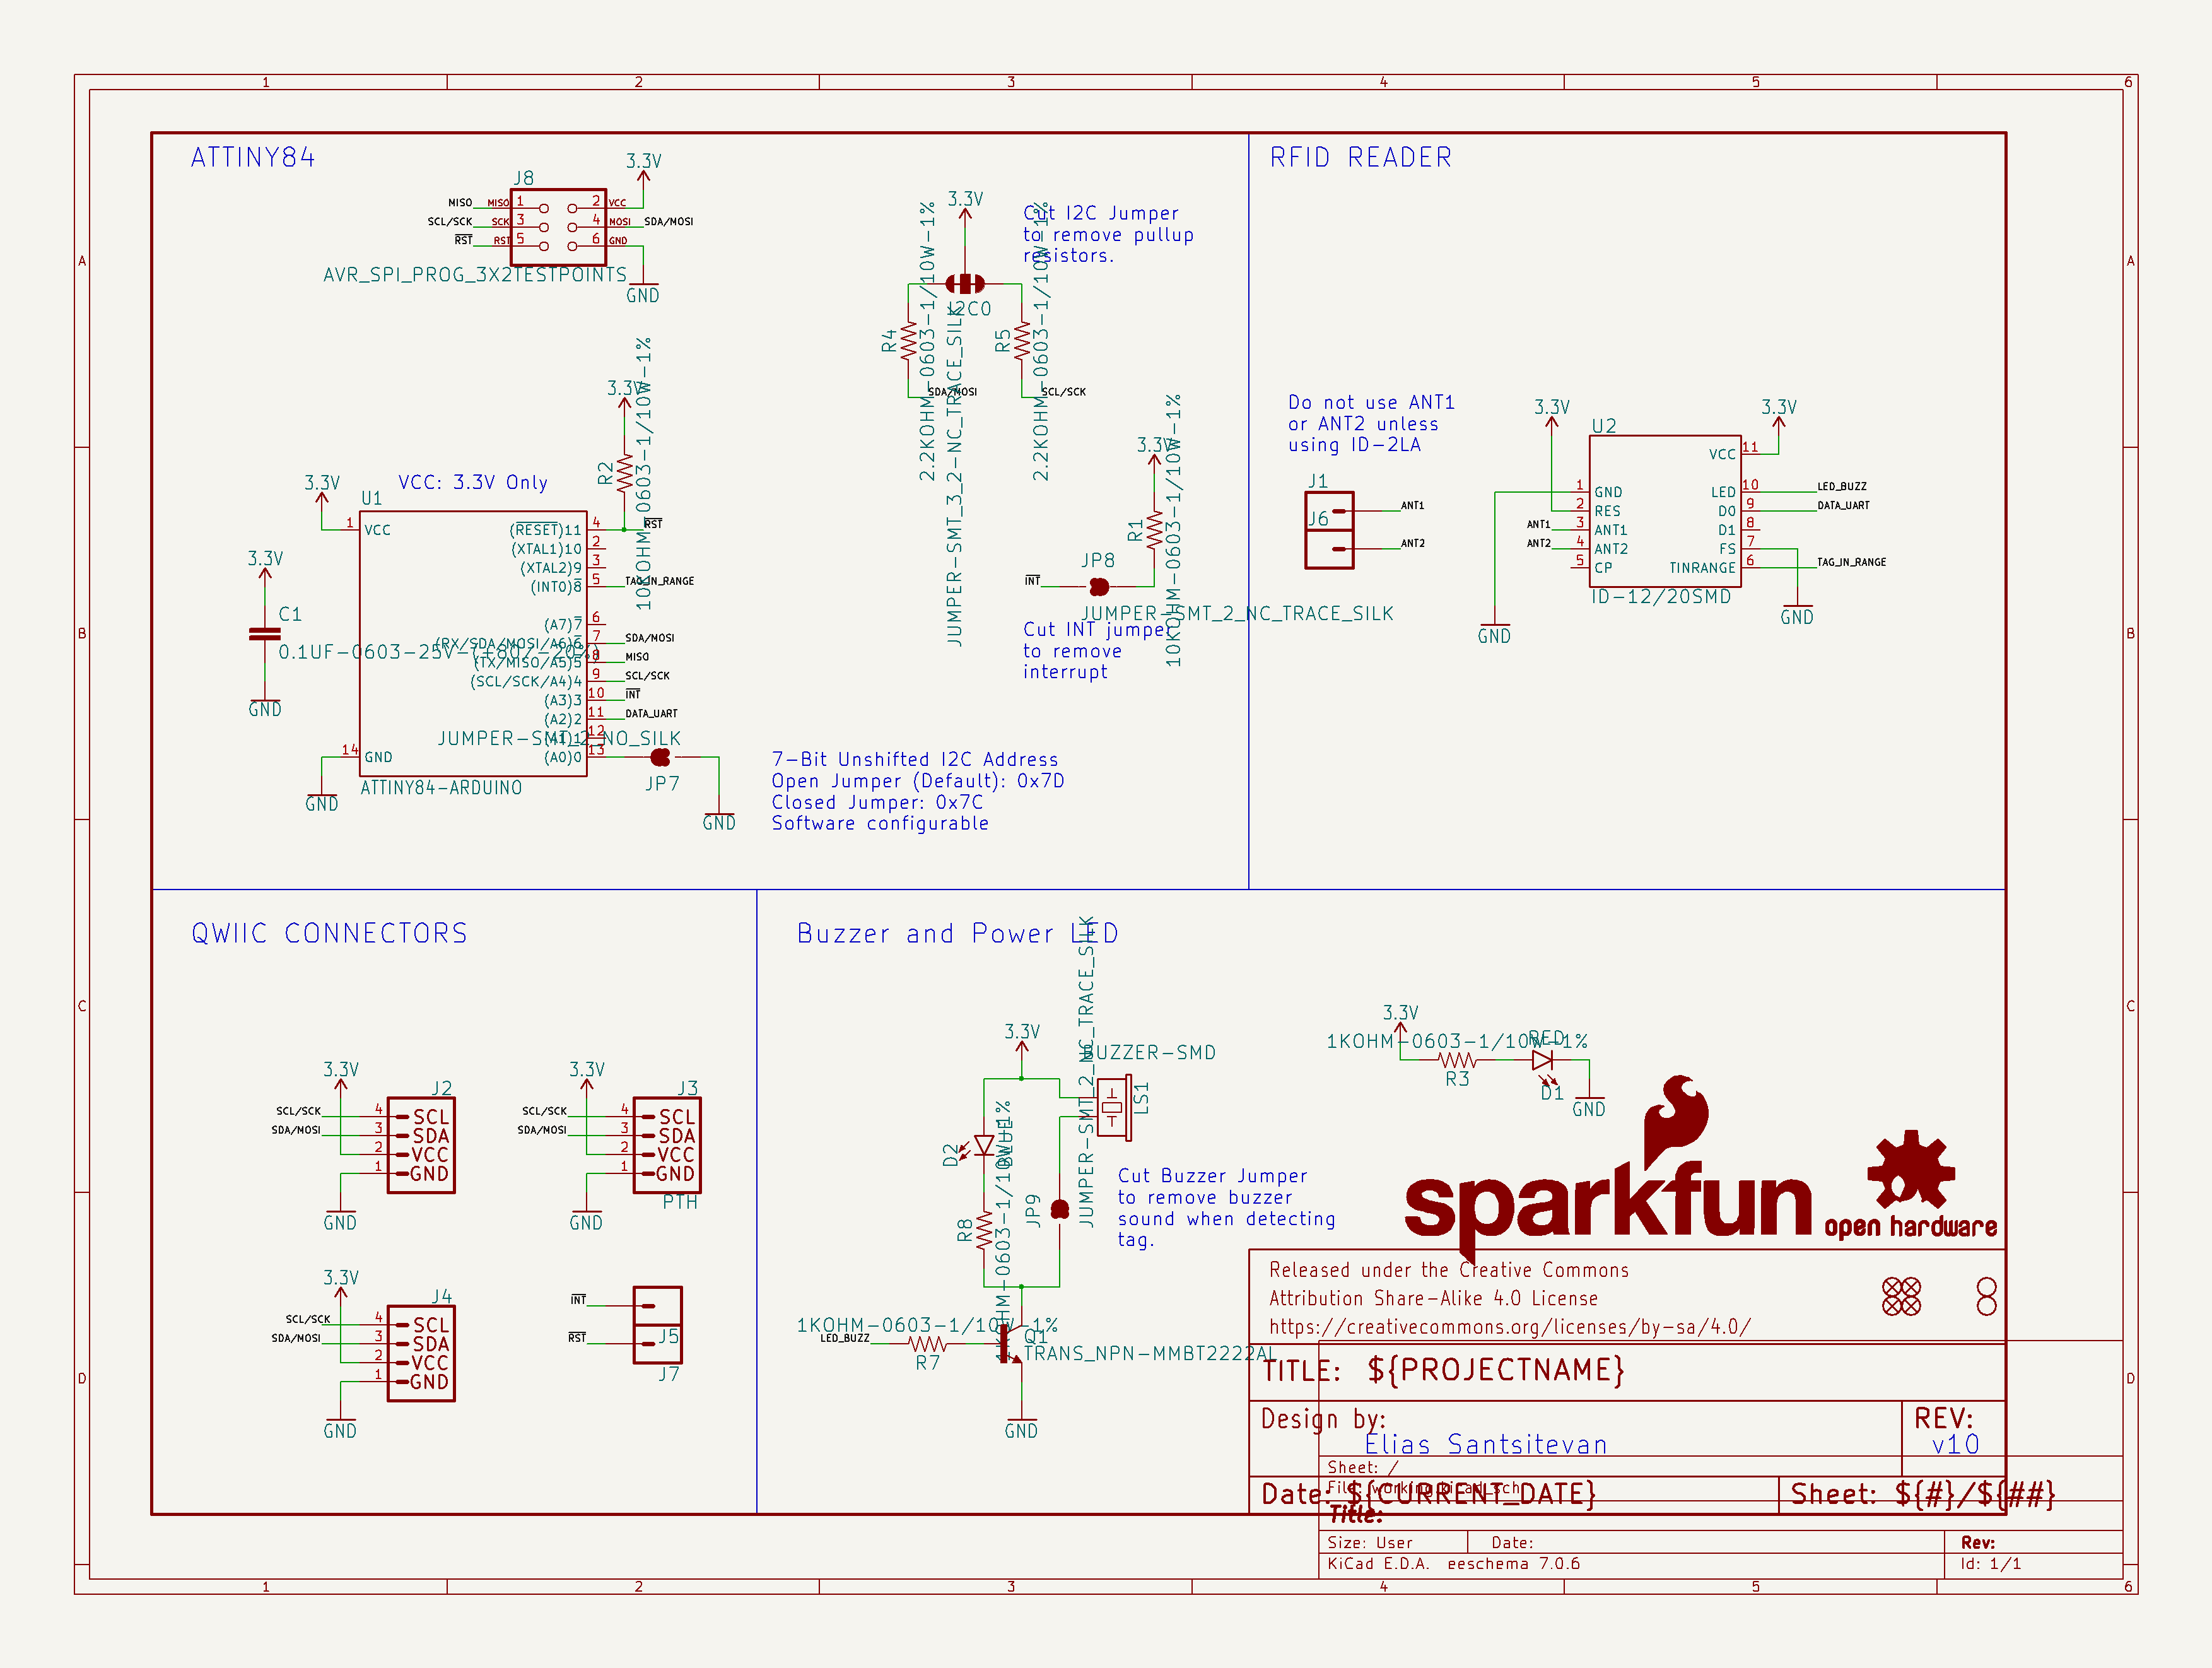 1 2 3 4 5 6
A
B
C
D
A
B
C
D
ATTINY84
3.3V
J8
MISO MISO 1 2 VCC
SCL/SCK SCK 3 4 MOSI SDA/MOSI
RST RST 5 6 GND
AVR_SPI_PROG_3X2TESTPOINTS
GND
3.3V
Cut I2C Jumper
to remove pullup
resistors.
I2C0
R4
2.2KOHM-0603-1/10W-1%
JUMPER-SMT_3_2-NC_TRACE_SILK
R5
2.2KOHM-0603-1/10W-1%
SDA/MOSI
SCL/SCK
3.3V
R2
10KOHM-0603-1/10W-1%
VCC: 3.3V Only
3.3V
U1
1 VCC
(RESET)11 4 RST
(XTAL1)10 2
(XTAL2)9 3
(INT0)8 5 TAG_IN_RANGE
(A7)7 6
(RX/SDA/MOSI/A6)6 7 SDA/MOSI
(TX/MISO/A5)5 8 MISO
(SCL/SCK/A4)4 9 SCL/SCK
(A3)3 10 INT
(A2)2 11 DATA_UART
(A1)1 12
(A0)0 13
14 GND
GND
ATTINY84-ARDUINO
3.3V
C1
0.1UF-0603-25V-(+80/-20%)
GND
JUMPER-SMT_2_NO_SILK
JP7
GND
7-Bit Unshifted I2C Address
Open Jumper (Default): 0x7D
Closed Jumper: 0x7C
Software configurable
3.3V
R1
10KOHM-0603-1/10W-1%
INT
JP8
JUMPER-SMT_2_NC_TRACE_SILK
Cut INT jumper
to remove
interrupt
RFID READER
Do not use ANT1
or ANT2 unless
using ID-2LA
J1
ANT1
J6
ANT2
3.3V
U2
3.3V
VCC 11
1 GND LED 10 LED_BUZZ
2 RES D0 9 DATA_UART
ANT1 3 ANT1 D1 8
ANT2 4 ANT2 FS 7
5 CP TINRANGE 6 TAG_IN_RANGE
ID-12/20SMD
GND
GND
QWIIC CONNECTORS
3.3V
J2
SCL/SCK 4 SCL
SDA/MOSI 3 SDA
2 VCC
1 GND
GND
3.3V
J3
SCL/SCK 4 SCL
SDA/MOSI 3 SDA
2 VCC
1 GND
PTH
GND
3.3V
J4
SCL/SCK 4 SCL
SDA/MOSI 3 SDA
2 VCC
1 GND
GND
INT
J5
RST
J7
Buzzer and Power LED
3.3V
BUZZER-SMD
LS1
JUMPER-SMT_2_NC_TRACE_SILK
D2
BLUE
R8
1KOHM-0603-1/10W-1%
JP9
Cut Buzzer Jumper
to remove buzzer
sound when detecting
tag.
1KOHM-0603-1/10W-1%
LED_BUZZ
R7
Q1
TRANS_NPN-MMBT2222AL
GND
3.3V
1KOHM-0603-1/10W-1%
RED
R3
D1
GND
sparkfun
open hardware
Released under the Creative Commons
Attribution Share-Alike 4.0 License
https://creativecommons.org/licenses/by-sa/4.0/
TITLE: ${PROJECTNAME}
Design by:
Elias Santsitevan
REV:
v10
Date: ${CURRENT_DATE}
Sheet: ${#}/${##}
Sheet: /
File: working.kicad_sch
Title:
Size: User Date: Rev:
KiCad E.D.A. eeschema 7.0.6 Id: 1/1
1 2 3 4 5 6